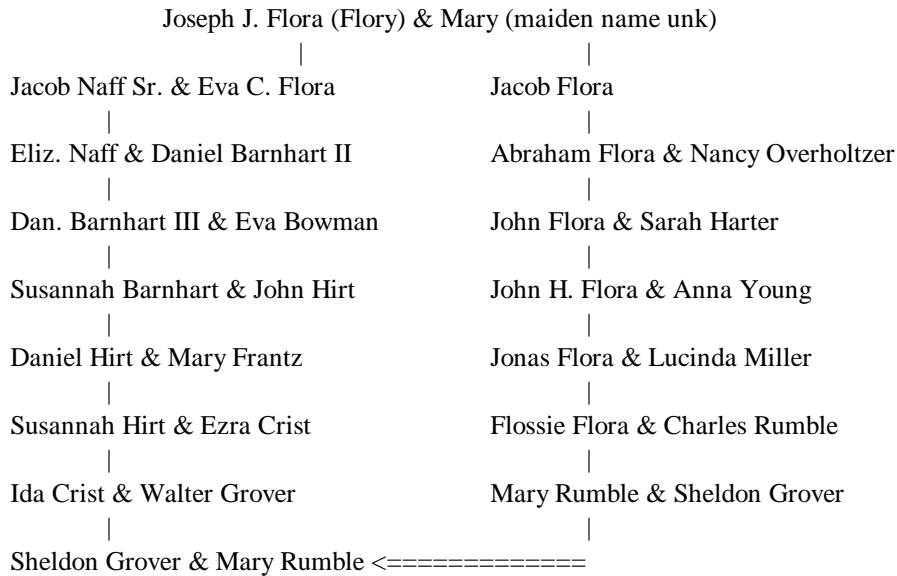 Joseph J. Flora (Flory) & Mary (maiden name unk)
| |
Jacob Naff Sr. & Eva C. Flora Jacob Flora
| |
Eliz. Naff & Daniel Barnhart II Abraham Flora & Nancy Overholtzer
| |
Dan. Barnhart III & Eva Bowman John Flora & Sarah Harter
| |
Susannah Barnhart & John Hirt John H. Flora & Anna Young
| |
Daniel Hirt & Mary Frantz Jonas Flora & Lucinda Miller
| |
Susannah Hirt & Ezra Crist Flossie Flora & Charles Rumble
| |
Ida Crist & Walter Grover Mary Rumble & Sheldon Grover
| |
Sheldon Grover & Mary Rumble <=============